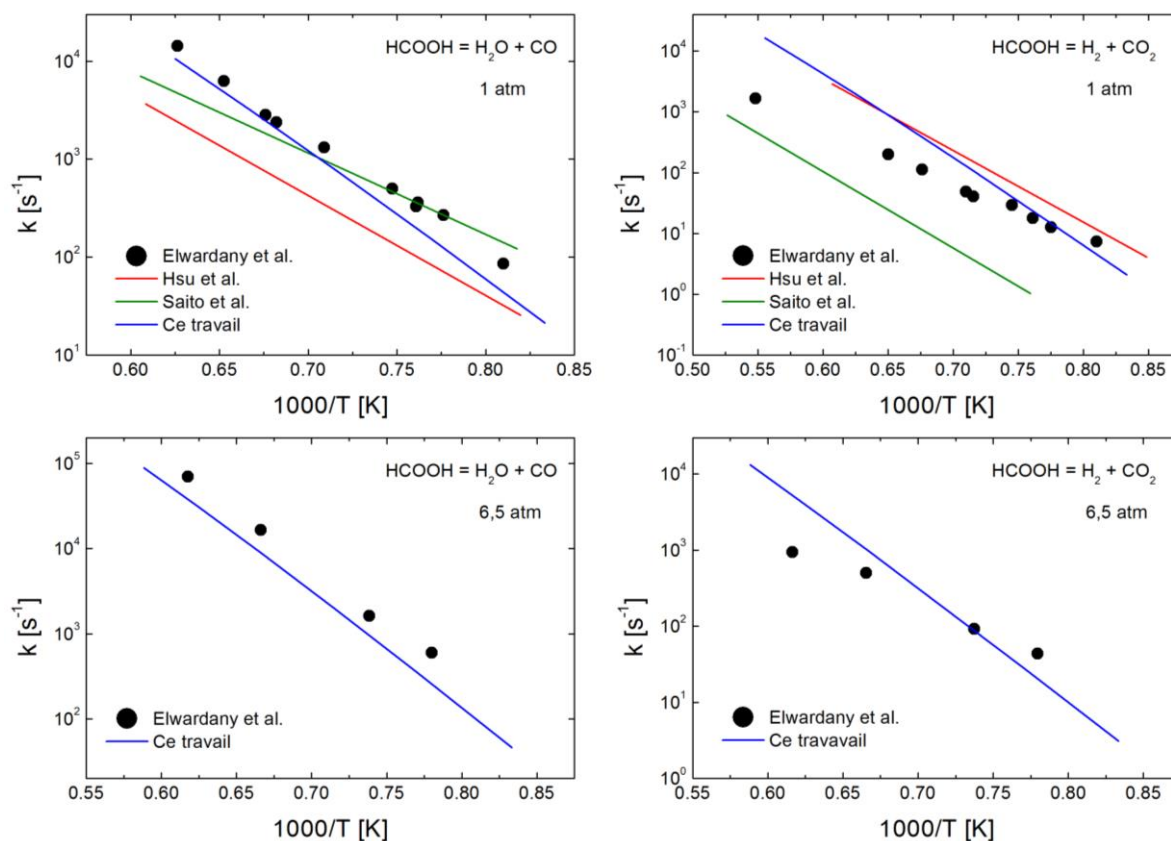 HCOOH = H₂O + CO
1 atm
10⁴
10³
10²
10¹
k [s⁻¹]
Elwardany et al.
Hsu et al.
Saito et al.
Ce travail
0.60 0.65 0.70 0.75 0.80 0.85
1000/T [K]
HCOOH = H₂ + CO₂
1 atm
10⁴
10³
10²
10¹
10⁰
10⁻¹
k [s⁻¹]
Elwardany et al.
Hsu et al.
Saito et al.
Ce travail
0.50 0.55 0.60 0.65 0.70 0.75 0.80 0.85
1000/T [K]
HCOOH = H₂O + CO
6,5 atm
10⁵
10⁴
10³
10²
k [s⁻¹]
Elwardany et al.
Ce travail
0.55 0.60 0.65 0.70 0.75 0.80 0.85
1000/T [K]
HCOOH = H₂ + CO₂
6,5 atm
10⁴
10³
10²
10¹
10⁰
k [s⁻¹]
Elwardany et al.
Ce travavail
0.55 0.60 0.65 0.70 0.75 0.80 0.85
1000/T [K]